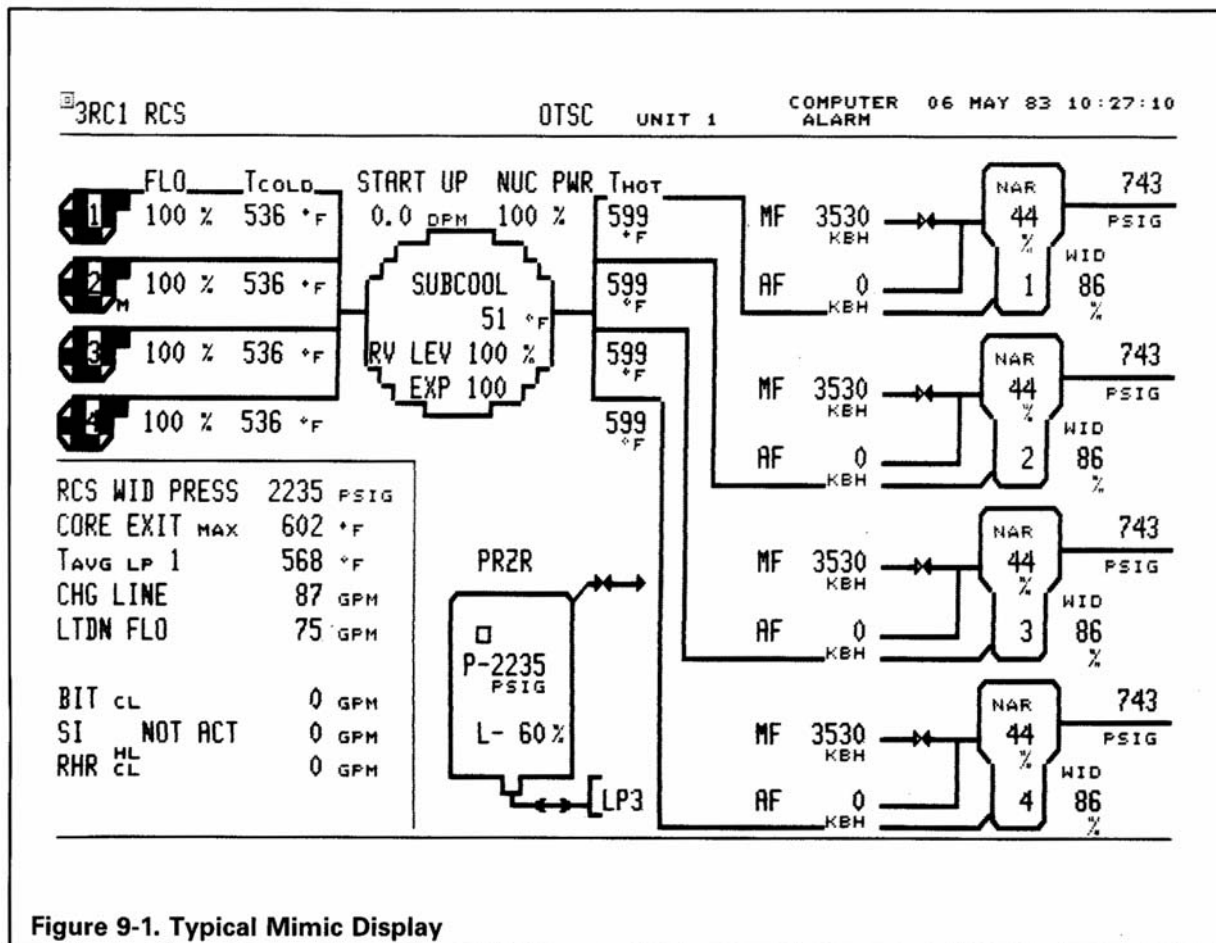 3RC1 RCS OTSC UNIT 1 COMPUTER ALARM 06 MAY 83 10:27:10
FLO TCOLD START UP NUC PWR THOT
1 100 % 536 °F 0.0 DPM 100 % 599 °F
2 M 100 % 536 °F 599 °F
3 100 % 536 °F 599 °F
4 100 % 536 °F 599 °F
SUBCOOL
51 °F
RV LEV 100 %
EXP 100
RCS WID PRESS 2235 PSIG
CORE EXIT MAX 602 °F
TAVG LP 1 568 °F
CHG LINE 87 GPM
LTDN FLO 75 GPM
BIT CL 0 GPM
SI NOT ACT 0 GPM
RHR HL CL 0 GPM
PRZR
P-2235
PSIG
L- 60 %
LP3
MF 3530 KBH
AF 0 KBH
NAR 44 %
1
743 PSIG
WID 86 %
MF 3530 KBH
AF 0 KBH
NAR 44 %
2
743 PSIG
WID 86 %
MF 3530 KBH
AF 0 KBH
NAR 44 %
3
743 PSIG
WID 86 %
MF 3530 KBH
AF 0 KBH
NAR 44 %
4
743 PSIG
WID 86 %
Figure 9-1. Typical Mimic Display